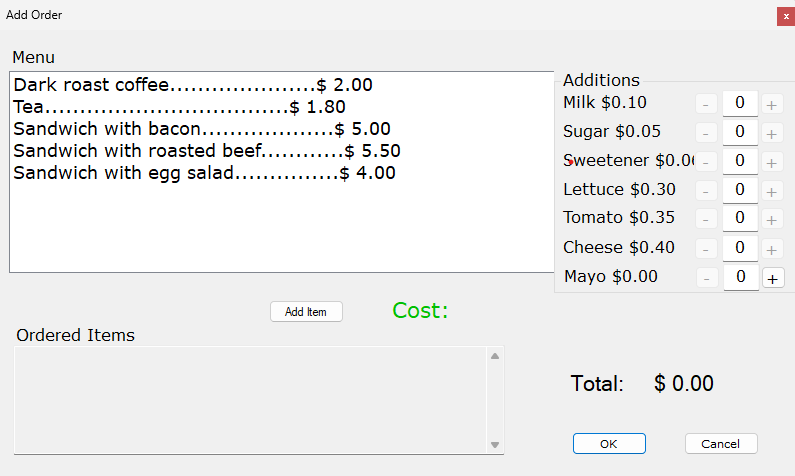 Add Order
x
Menu
Dark roast coffee.....................$ 2.00
Tea...................................$ 1.80
Sandwich with bacon...................$ 5.00
Sandwich with roasted beef............$ 5.50
Sandwich with egg salad...............$ 4.00
Additions
Milk $0.10 - 0 +
Sugar $0.05 - 0 +
Sweetener $0.0 - 0 +
Lettuce $0.30 - 0 +
Tomato $0.35 - 0 +
Cheese $0.40 - 0 +
Mayo $0.00 - 0 +
Add Item
Cost:
Ordered Items
Total: $ 0.00
OK
Cancel